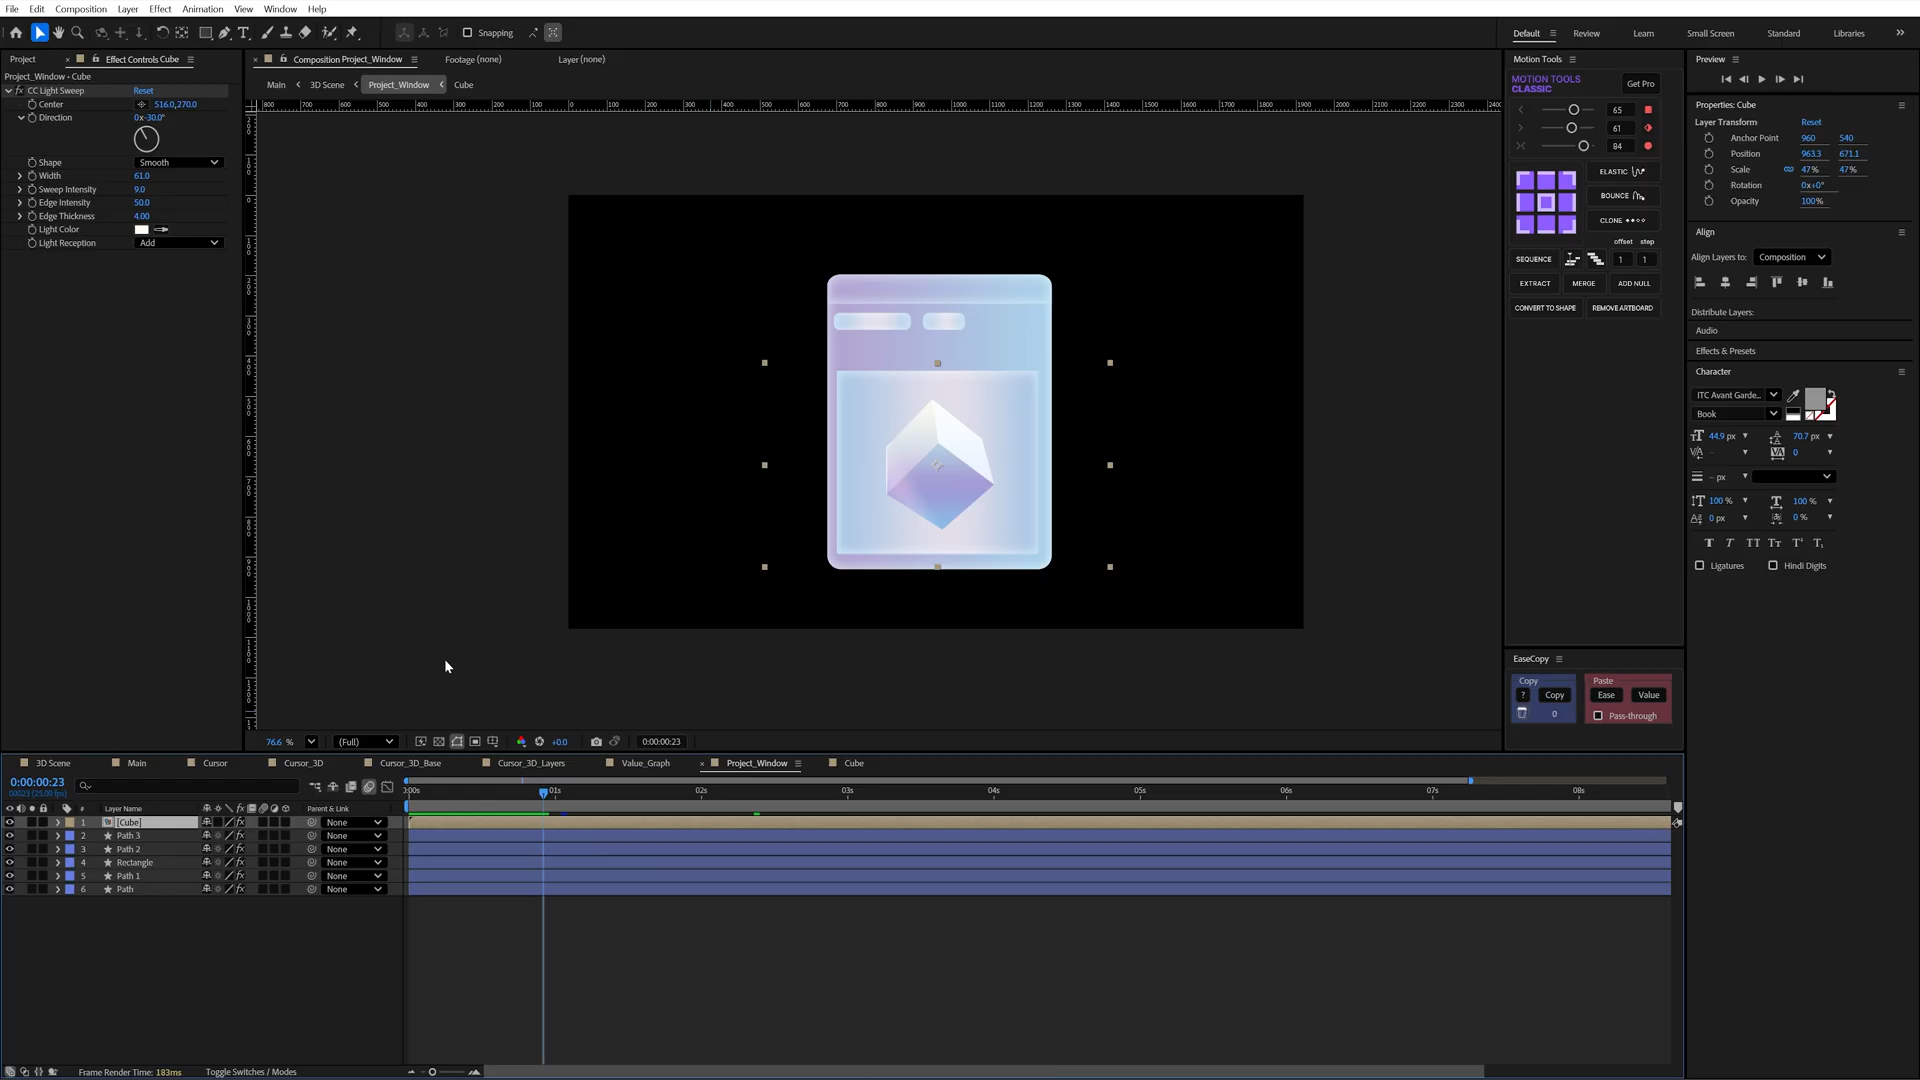 File Edit Composition Layer Effect Animation View Window Help
Snapping
Default Review Learn Small Screen Standard Libraries
Project Effect Controls Cube
Project_Window • Cube
CC Light Sweep Reset
Center 516.0,270.0
Direction 0x-30.0°
Shape Smooth
Width 61.0
Sweep Intensity 9.0
Edge Intensity 50.0
Edge Thickness 4.00
Light Color
Light Reception Add
Composition Project_Window Footage (none) Layer (none)
Main 3D Scene Project_Window Cube
76.6 % (Full) +0.0 0:00:00:23
Motion Tools
MOTION TOOLS
CLASSIC
Get Pro
65
61
84
ELASTIC
BOUNCE
CLONE
offset step
SEQUENCE 1 1
EXTRACT MERGE ADD NULL
CONVERT TO SHAPE REMOVE ARTBOARD
EaseCopy
Copy Paste
? Copy Ease Value
0 Pass-through
Preview
Properties: Cube
Layer Transform Reset
Anchor Point 960 540
Position 963.3 671.1
Scale 47% 47%
Rotation 0x+0°
Opacity 100%
Align
Align Layers to: Composition
Distribute Layers:
Audio
Effects & Presets
Character
ITC Avant Garde...
Book
44.9 px 70.7 px
0
- px
100 % 100 %
0 px 0 %
Ligatures Hindi Digits
3D Scene Main Cursor Cursor_3D Cursor_3D_Base Cursor_3D_Layers Value_Graph Project_Window Cube
0:00:00:23
00023 (25.00 fps)
:00s 01s 02s 03s 04s 05s 06s 07s 08s
# Layer Name Parent & Link
1 [Cube] None
2 Path 3 None
3 Path 2 None
4 Rectangle None
5 Path 1 None
6 Path None
Frame Render Time: 183ms Toggle Switches / Modes